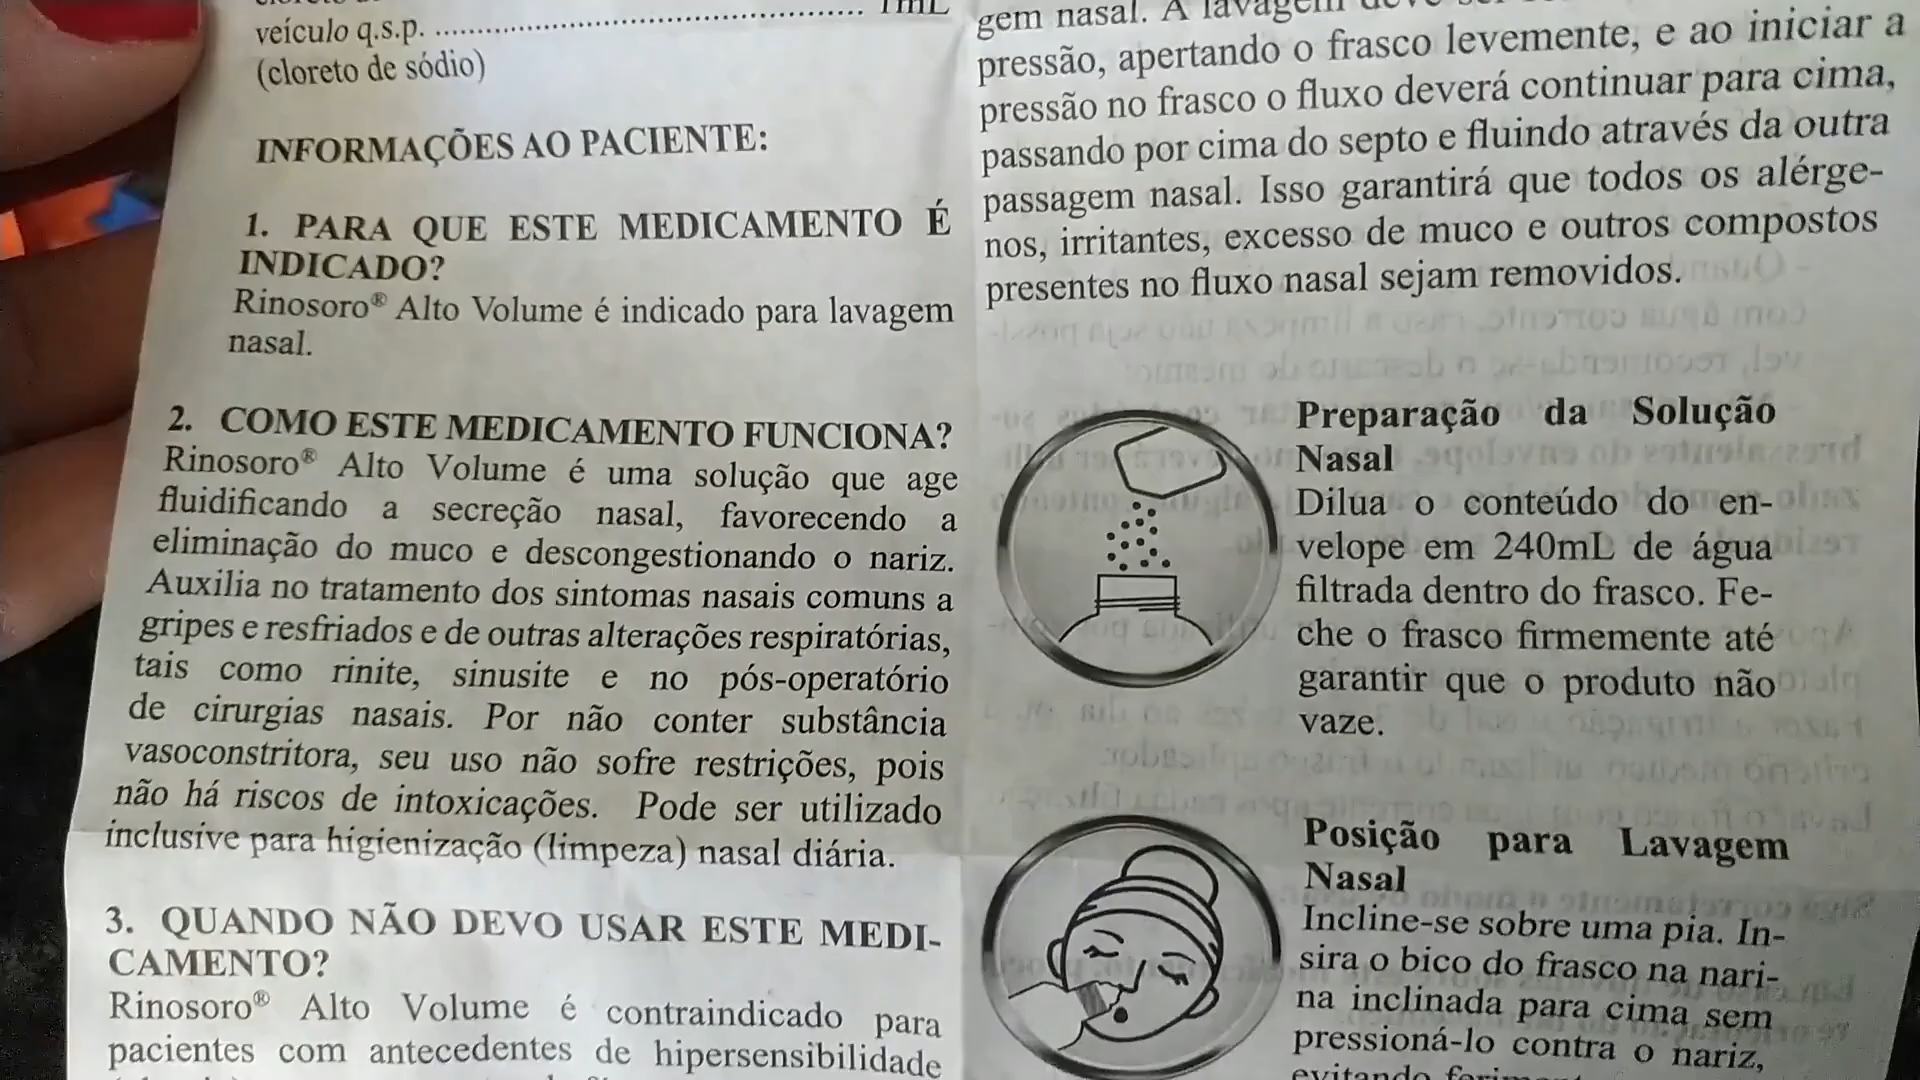 veículo q.s.p. ........................................................ 1mL
(cloreto de sódio)
INFORMAÇÕES AO PACIENTE:
1. PARA QUE ESTE MEDICAMENTO É
INDICADO?
Rinosoro® Alto Volume é indicado para lavagem
nasal.
2. COMO ESTE MEDICAMENTO FUNCIONA?
Rinosoro® Alto Volume é uma solução que age
fluidificando a secreção nasal, favorecendo a
eliminação do muco e descongestionando o nariz.
Auxilia no tratamento dos sintomas nasais comuns a
gripes e resfriados e de outras alterações respiratórias,
tais como rinite, sinusite e no pós-operatório
de cirurgias nasais. Por não conter substância
vasoconstritora, seu uso não sofre restrições, pois
não há riscos de intoxicações. Pode ser utilizado
inclusive para higienização (limpeza) nasal diária.
3. QUANDO NÃO DEVO USAR ESTE MEDI-
CAMENTO?
Rinosoro® Alto Volume é contraindicado para
pacientes com antecedentes de hipersensibilidade
gem nasal. A lavagem deve ser
pressão, apertando o frasco levemente, e ao iniciar a
pressão no frasco o fluxo deverá continuar para cima,
passando por cima do septo e fluindo através da outra
passagem nasal. Isso garantirá que todos os alérge-
nos, irritantes, excesso de muco e outros compostos
presentes no fluxo nasal sejam removidos.
Preparação da Solução
Nasal
Dilua o conteúdo do en-
velope em 240mL de água
filtrada dentro do frasco. Fe-
che o frasco firmemente até
garantir que o produto não
vaze.
Posição para Lavagem
Nasal
Incline-se sobre uma pia. In-
sira o bico do frasco na nari-
na inclinada para cima sem
pressioná-lo contra o nariz,
evitando